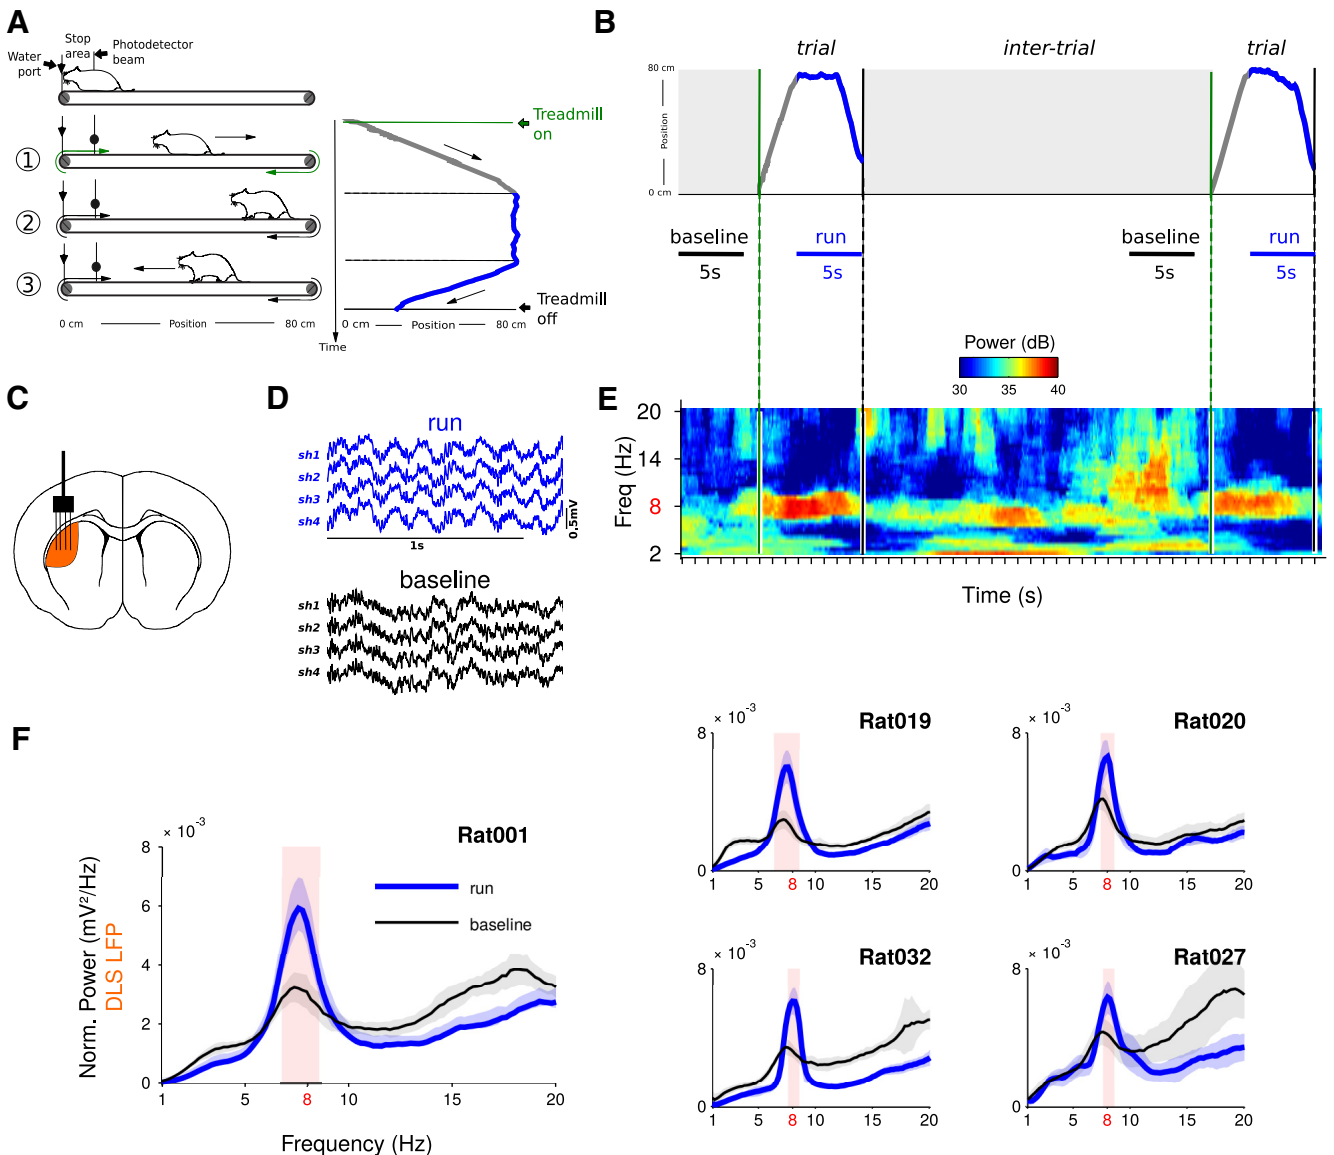 A
Water
port
Stop
area
Photodetector
beam
1
2
3
0 cm
Position
80 cm
Treadmill
on
Treadmill
off
0 cm
Position
80 cm
Time
B
trial
inter-trial
trial
80 cm
Position
0 cm
baseline
5s
run
5s
baseline
5s
run
5s
C
D
run
sh1
sh2
sh3
sh4
1s
0.5mV
baseline
sh1
sh2
sh3
sh4
Power (dB)
30 35 40
E
Freq (Hz)
20
14
8
2
Time (s)
F
Norm. Power (mV²/Hz)
DLS LFP
× 10⁻³
Rat001
8
6
4
2
0
run
baseline
1 5 8 10 15 20
Frequency (Hz)
× 10⁻³
Rat019
8
0
1 5 8 10 15 20
× 10⁻³
Rat020
8
0
1 5 8 10 15 20
× 10⁻³
Rat032
8
0
1 5 8 10 15 20
× 10⁻³
Rat027
8
0
1 5 8 10 15 20